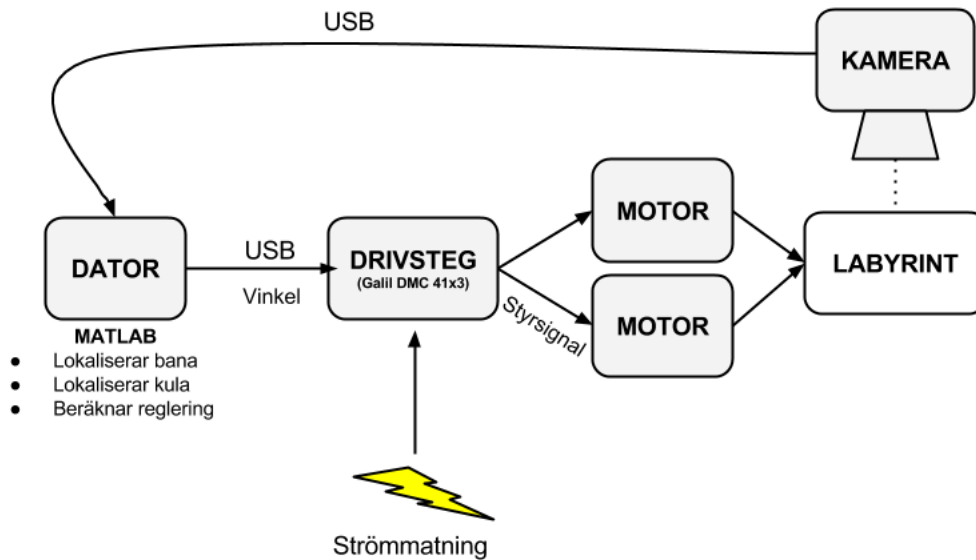 USB
KAMERA
DATOR
USB
Vinkel
DRIVSTEG
(Galil DMC 41x3)
Styrsignal
MOTOR
MOTOR
LABYRINT
MATLAB
● Lokaliserar bana
● Lokaliserar kula
● Beräknar reglering
Strömmatning